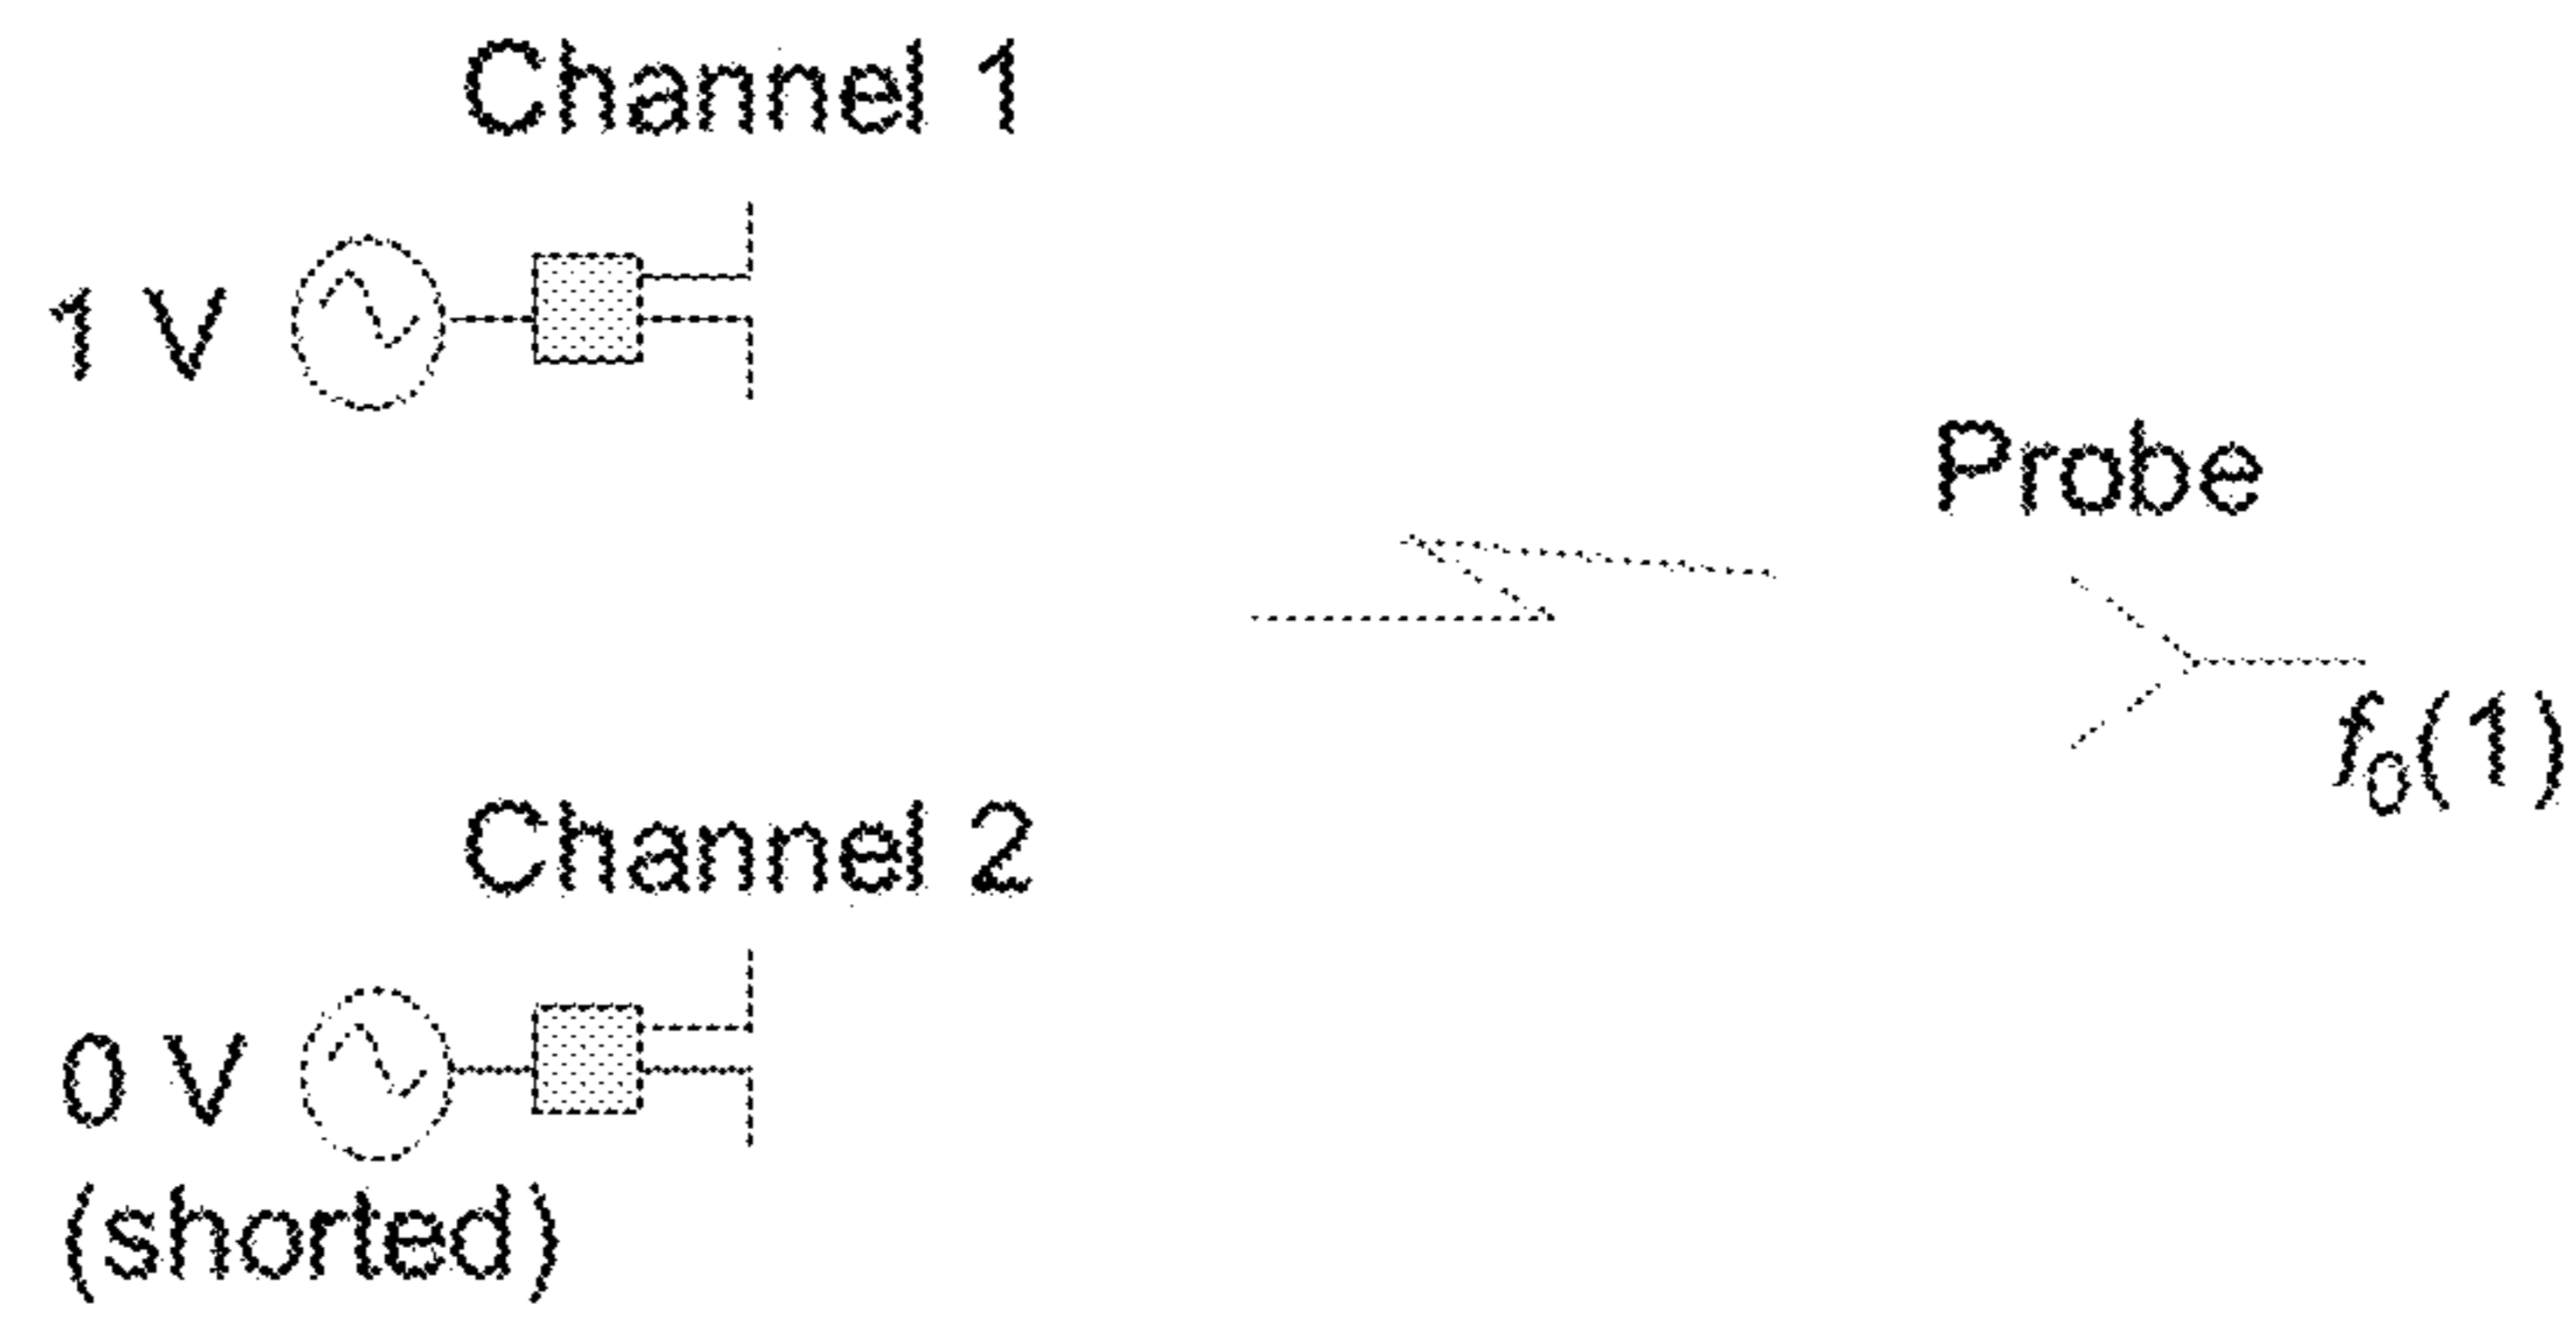 Channel 1
1 V
Probe
f₀(1)
Channel 2
0 V
(shorted)